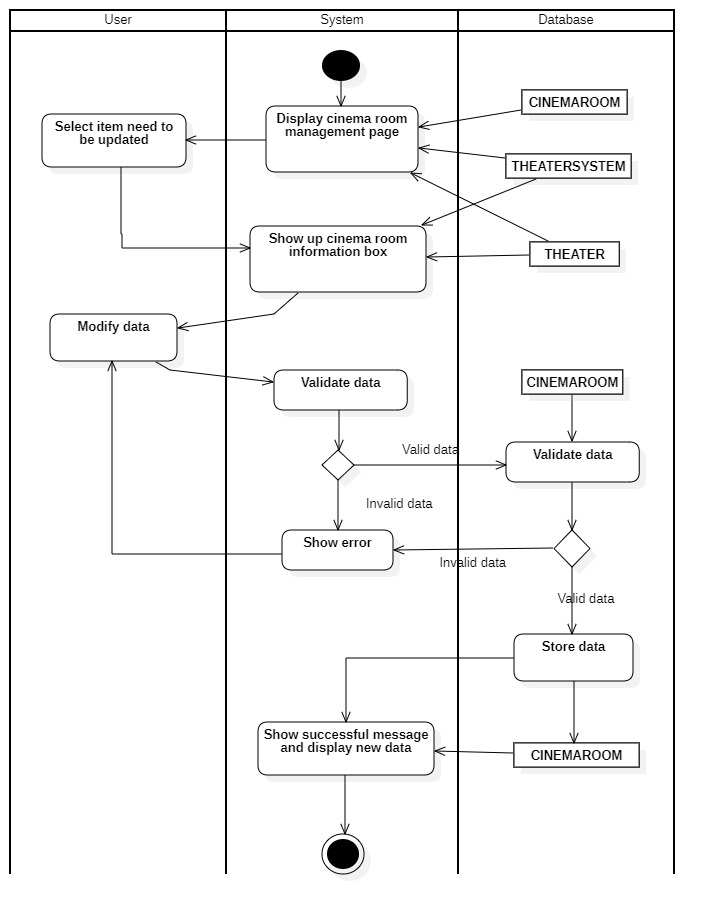 User
System
Database
CINEMAROOM
Display cinema room
management page
Select item need to
be updated
THEATERSYSTEM
Show up cinema room
information box
THEATER
Modify data
Validate data
CINEMAROOM
Valid data
Validate data
Invalid data
Show error
Invalid data
Valid data
Store data
Show successful message
and display new data
CINEMAROOM